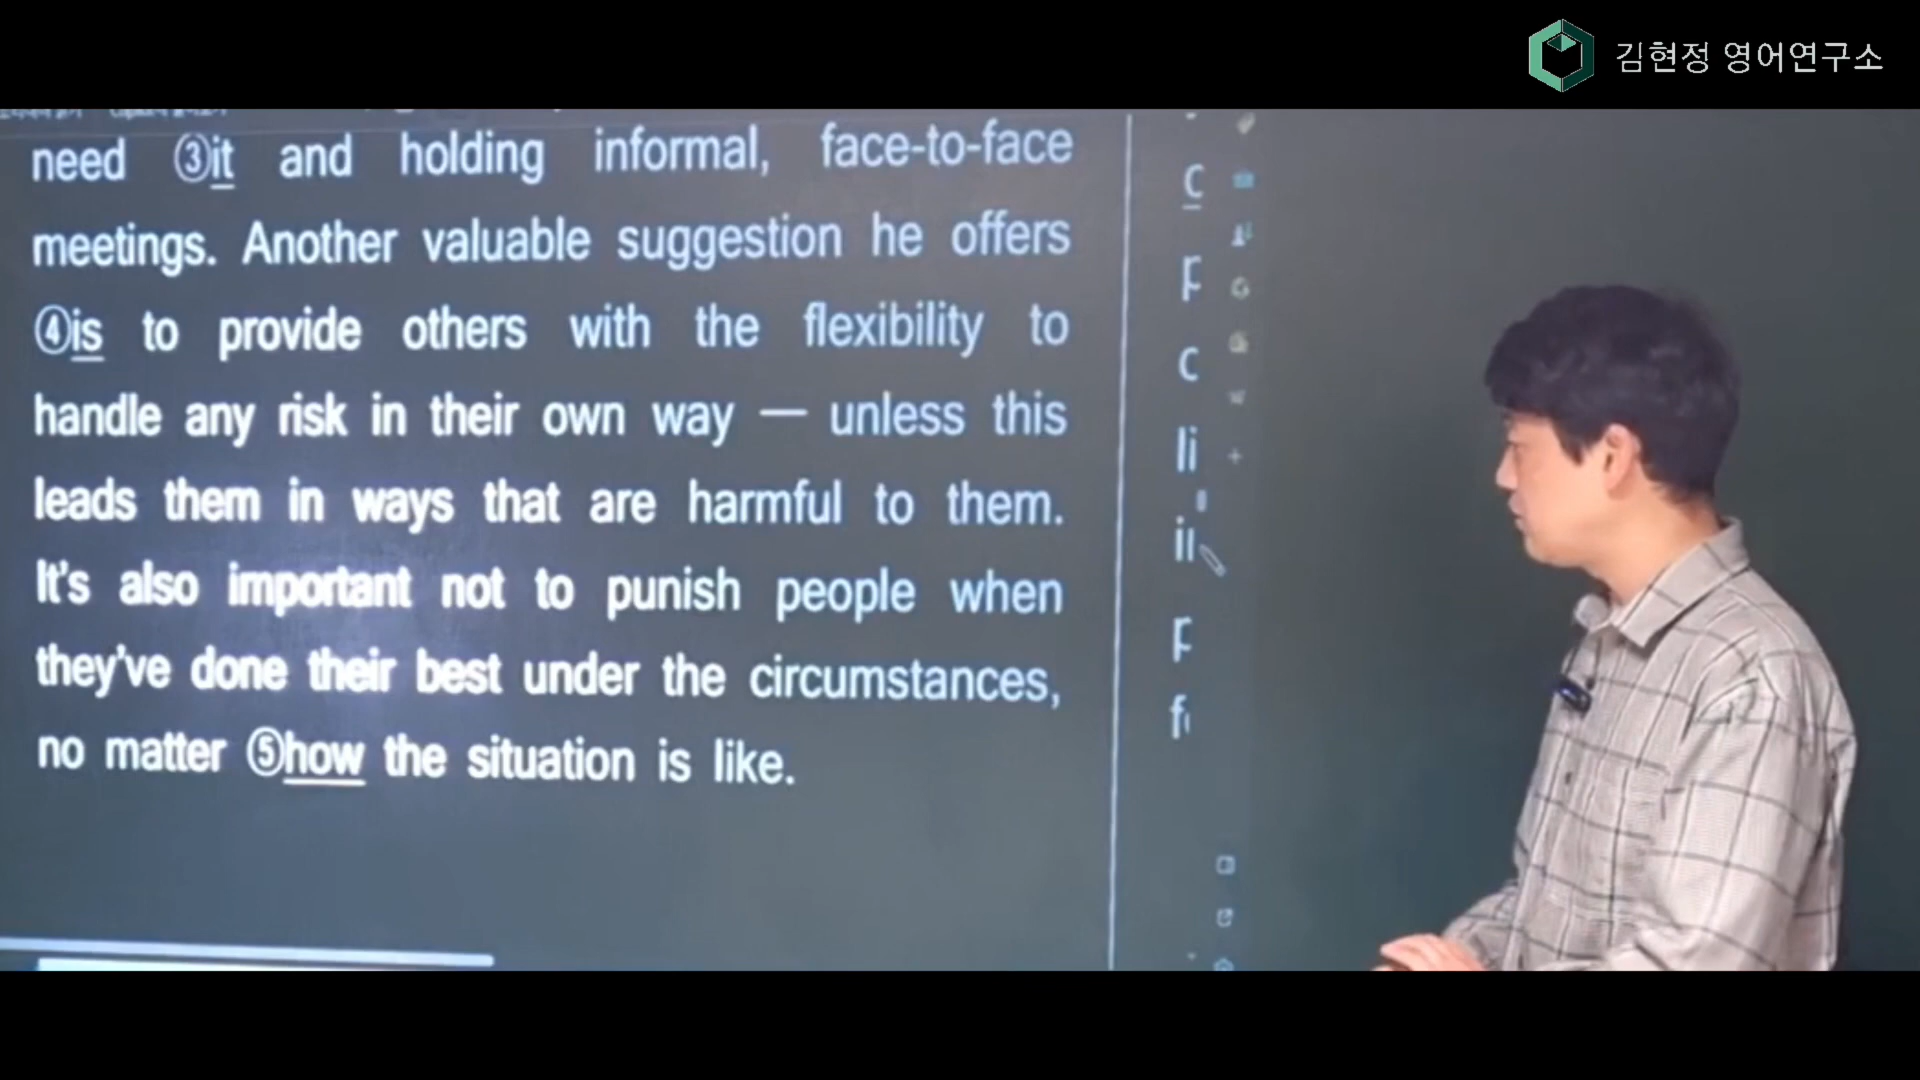 김현정 영어연구소
need ③it and holding informal, face-to-face
meetings. Another valuable suggestion he offers
④is to provide others with the flexibility to
handle any risk in their own way — unless this
leads them in ways that are harmful to them.
It's also important not to punish people when
they've done their best under the circumstances,
no matter ⑤how the situation is like.